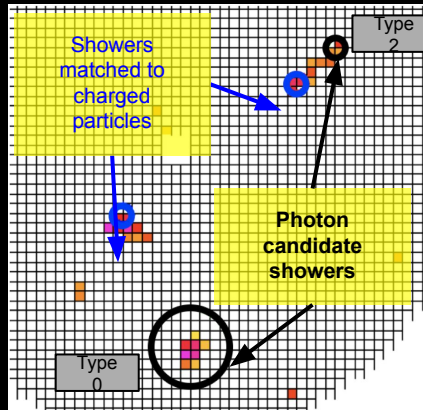 Showers
matched to
charged
particles
Type
2
Photon
candidate
showers
Type
0